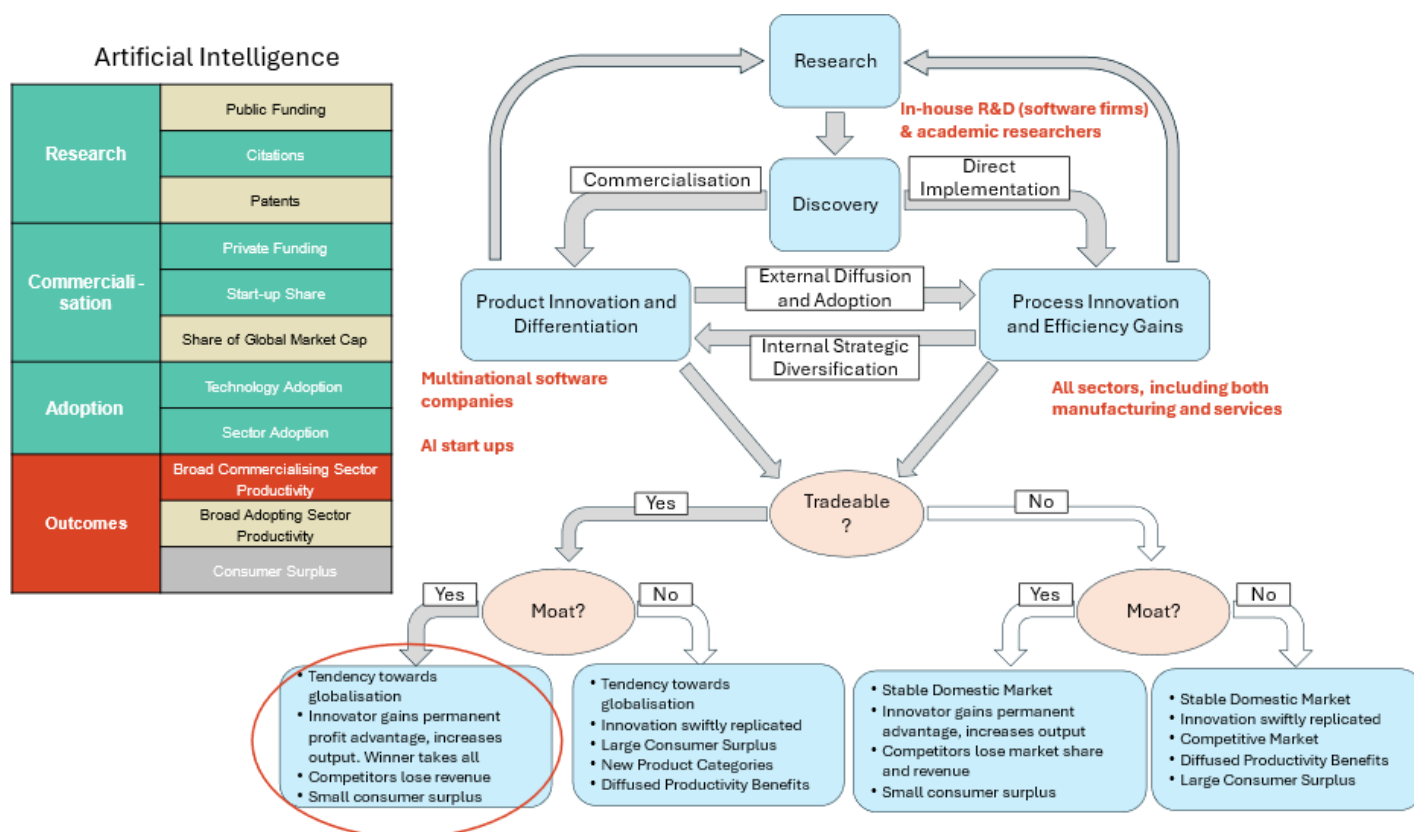 Artificial Intelligence
Research
Public Funding
Citations
Patents
Commerciali -
sation
Private Funding
Start-up Share
Share of Global Market Cap
Adoption
Technology Adoption
Sector Adoption
Outcomes
Broad Commercialising Sector
Productivity
Broad Adopting Sector
Productivity
Consumer Surplus
Research
In-house R&D (software firms)
& academic researchers
Commercialisation
Direct
Implementation
Discovery
Product Innovation and
Differentiation
External Diffusion
and Adoption
Process Innovation
and Efficiency Gains
Internal Strategic
Diversification
Multinational software
companies
AI start ups
All sectors, including both
manufacturing and services
Tradeable
?
Yes
No
Moat?
Yes
No
Moat?
Yes
No
• Tendency towards
globalisation
• Innovator gains permanent
profit advantage, increases
output. Winner takes all
• Competitors lose revenue
• Small consumer surplus
• Tendency towards
globalisation
• Innovation swiftly replicated
• Large Consumer Surplus
• New Product Categories
• Diffused Productivity Benefits
• Stable Domestic Market
• Innovator gains permanent
advantage, increases output
• Competitors lose market share
and revenue
• Small consumer surplus
• Stable Domestic Market
• Innovation swiftly replicated
• Competitive Market
• Diffused Productivity Benefits
• Large Consumer Surplus